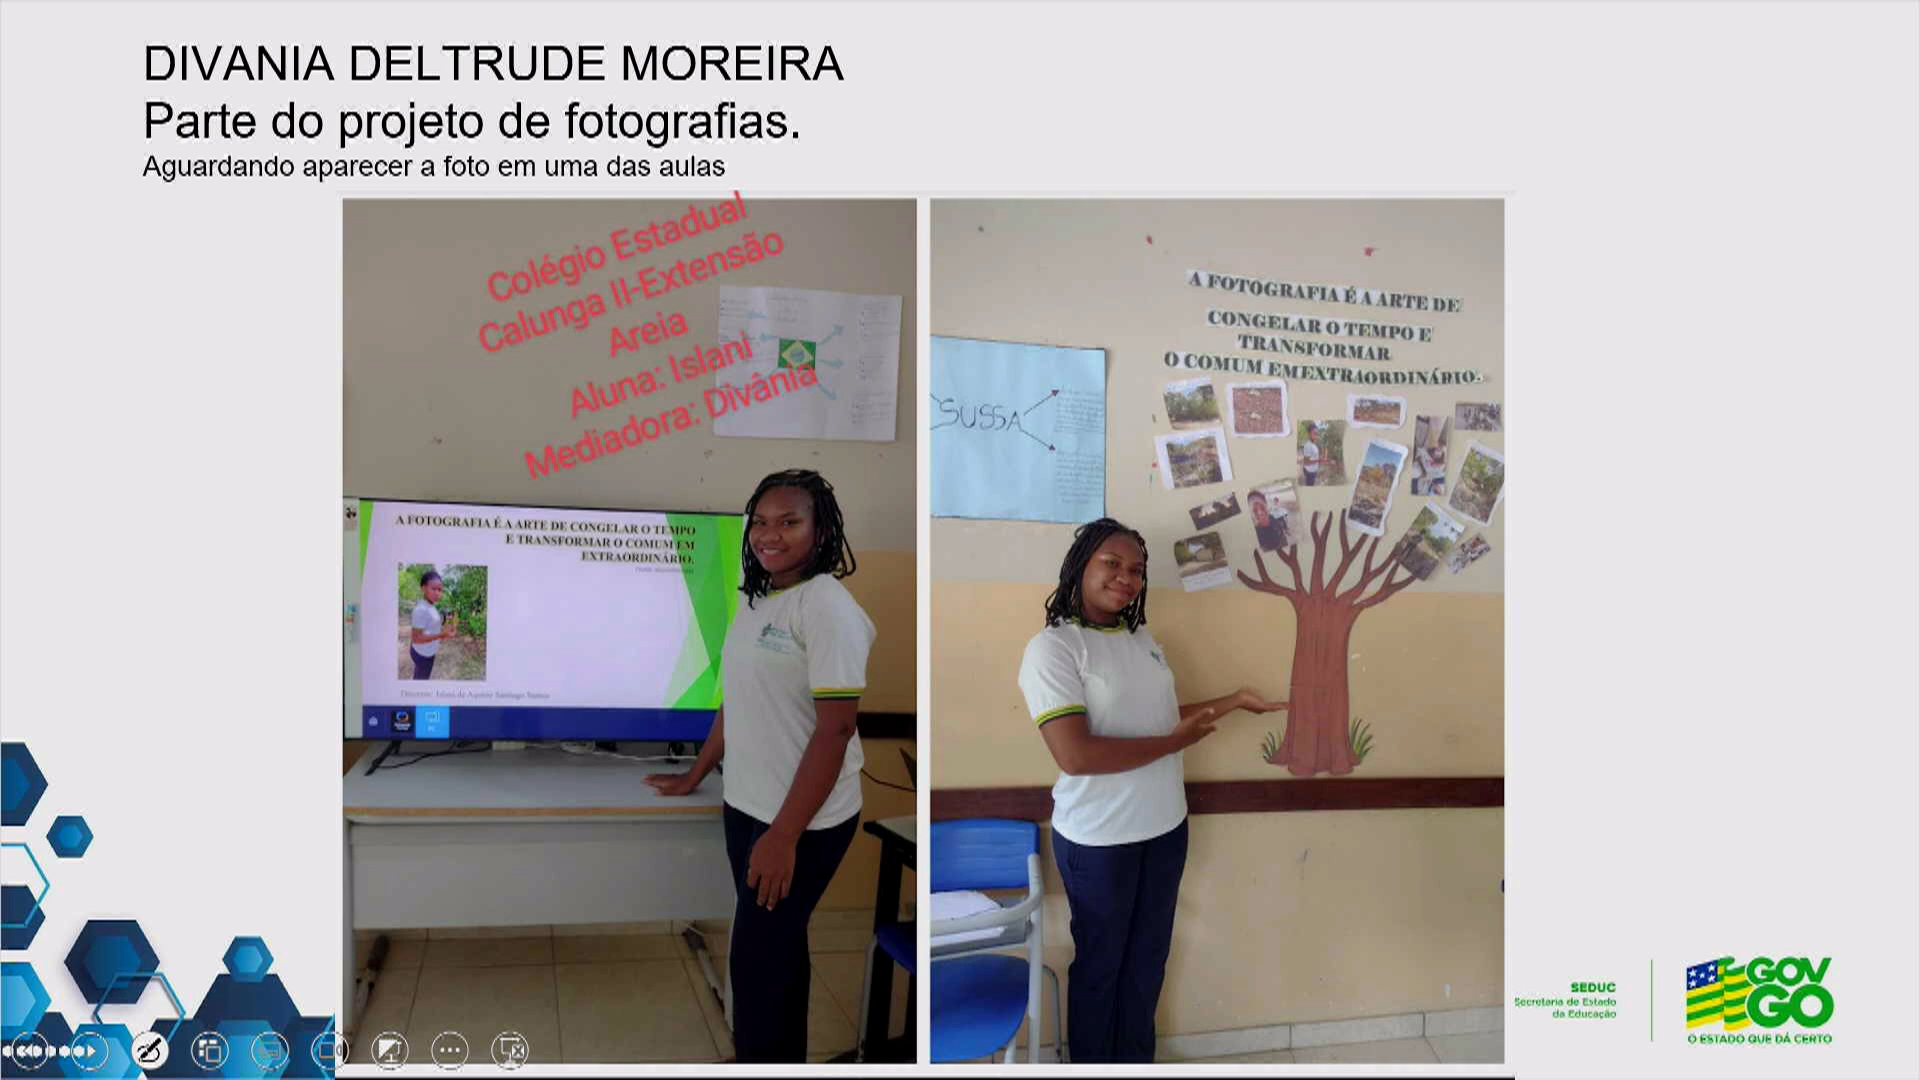 DIVANIA DELTRUDE MOREIRA
Parte do projeto de fotografias.
Aguardando aparecer a foto em uma das aulas
Colégio Estadual
Calunga II-Extensão
Areia
Aluna: Islani
Mediadora: Divânia
A FOTOGRAFIA É A ARTE DE CONGELAR O TEMPO
E TRANSFORMAR O COMUM EM
EXTRAORDINÁRIO.
SUSSA
A FOTOGRAFIA É A ARTE DE
CONGELAR O TEMPO E
TRANSFORMAR
O COMUM EMEXTRAORDINÁRIO.
SEDUC
Secretaria de Estado
da Educação
GOV
GO
O ESTADO QUE DÁ CERTO